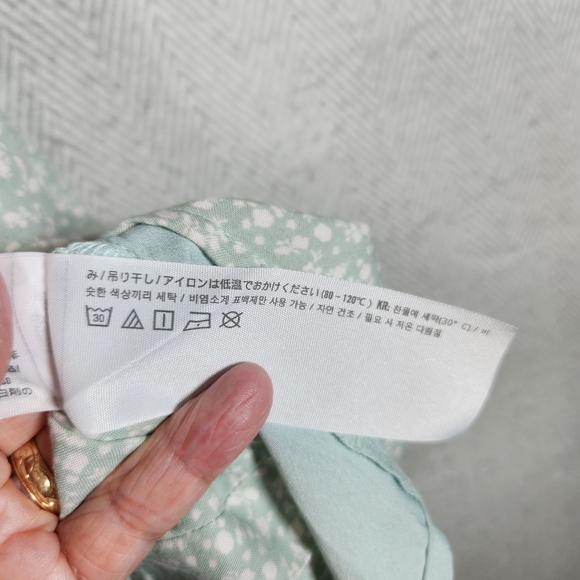 み/吊り干し/アイロンは低温でおかけください(80-120℃) KR: 찬물에 세탁(30° C) / 비
슷한 색상끼리 세탁 / 비염소계 표백제만 사용 가능 / 자연 건조 / 필요 시 저온 다림질
30